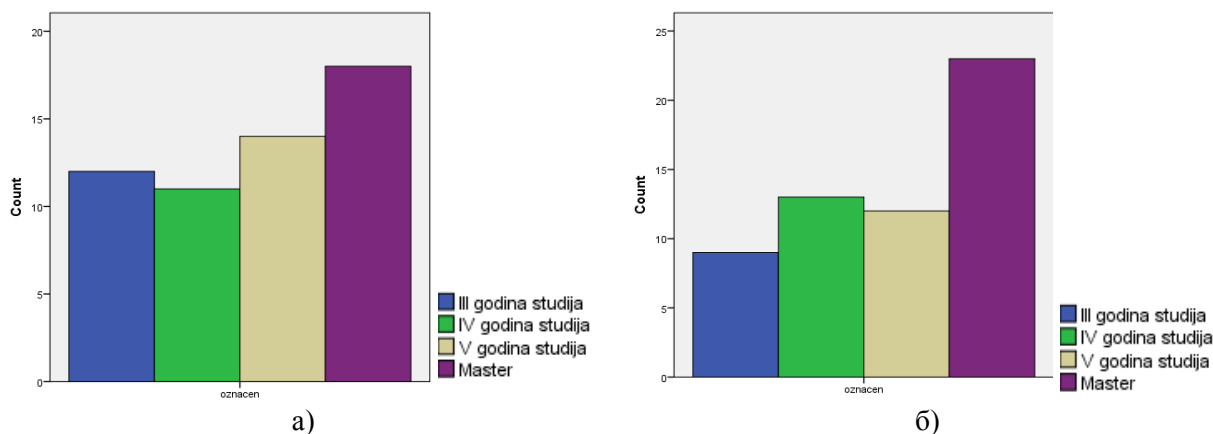 20
15
10
5
0
Count
oznacen
III godina studija
IV godina studija
V godina studija
Master
а)
25
20
15
10
5
0
Count
oznacen
III godina studija
IV godina studija
V godina studija
Master
б)